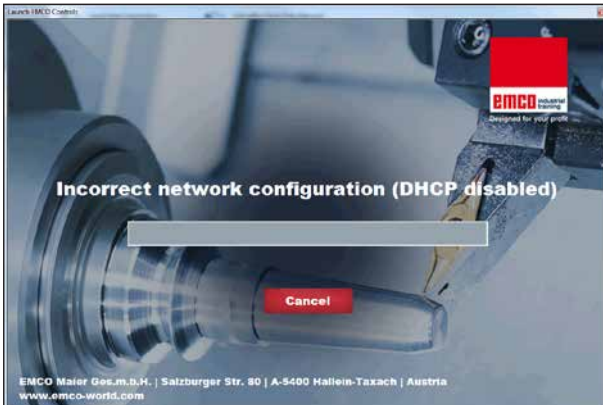 Launch EMCO Controls
emco industrial
training
Designed for your profit
Incorrect network configuration (DHCP disabled)
Cancel
EMCO Maier Ges.m.b.H. | Salzburger Str. 80 | A-5400 Hallein-Taxach | Austria
www.emco-world.com